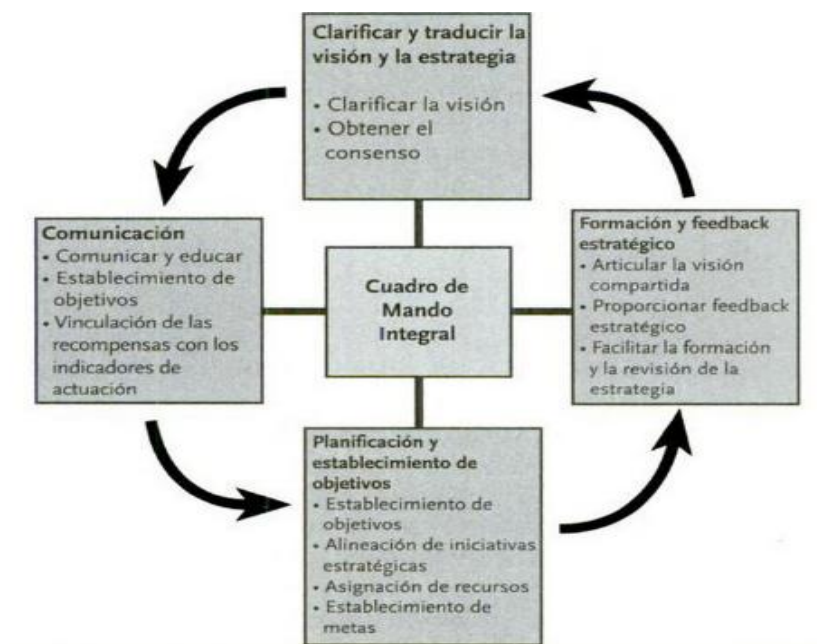 Clarificar y traducir la
visión y la estrategia
• Clarificar la visión
• Obtener el
consenso
Comunicación
• Comunicar y educar
• Establecimiento de
objetivos
• Vinculación de las
recompensas con los
indicadores de
actuación
Cuadro de
Mando
Integral
Formación y feedback
estratégico
• Articular la visión
compartida
• Proporcionar feedback
estratégico
• Facilitar la formación
y la revisión de la
estrategia
Planificación y
establecimiento de
objetivos
• Establecimiento de
objetivos
• Alineación de iniciativas
estratégicas
• Asignación de recursos
• Establecimiento de
metas